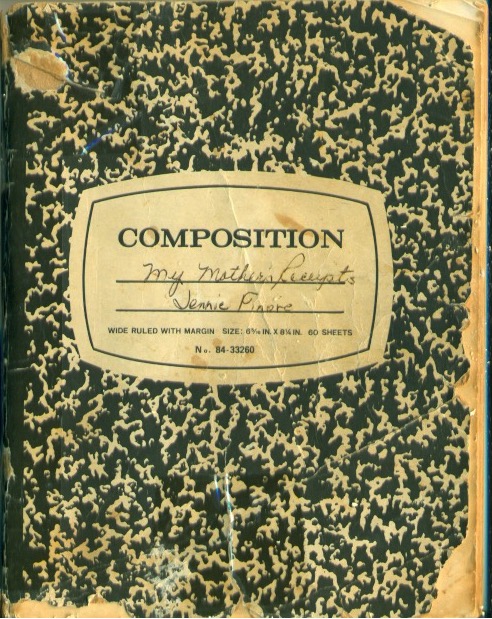 COMPOSITION
My Mother's Receipts
Jennie
WIDE RULED WITH MARGIN SIZE: 6¾ IN. X 8¼ IN. 60 SHEETS
No. 84-33260